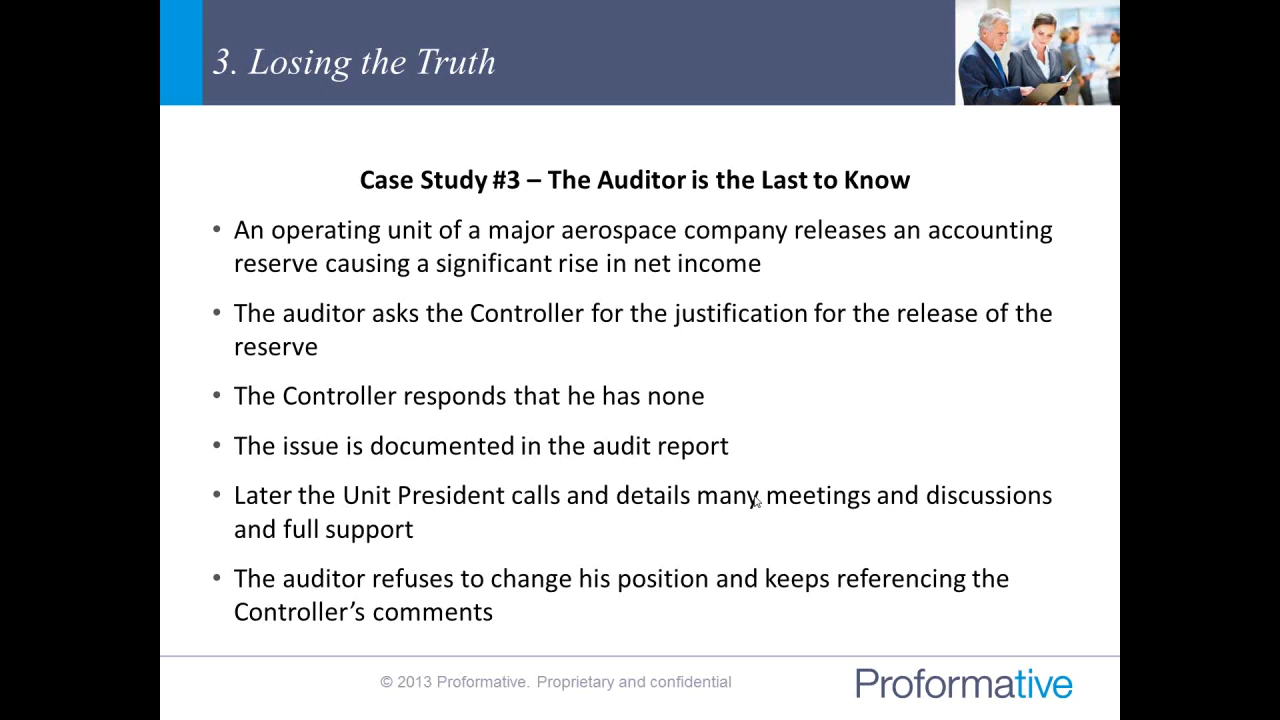 3. Losing the Truth
Case Study #3 – The Auditor is the Last to Know
• An operating unit of a major aerospace company releases an accounting
reserve causing a significant rise in net income
• The auditor asks the Controller for the justification for the release of the
reserve
• The Controller responds that he has none
• The issue is documented in the audit report
• Later the Unit President calls and details many meetings and discussions
and full support
• The auditor refuses to change his position and keeps referencing the
Controller’s comments
© 2013 Proformative. Proprietary and confidential
Proformative